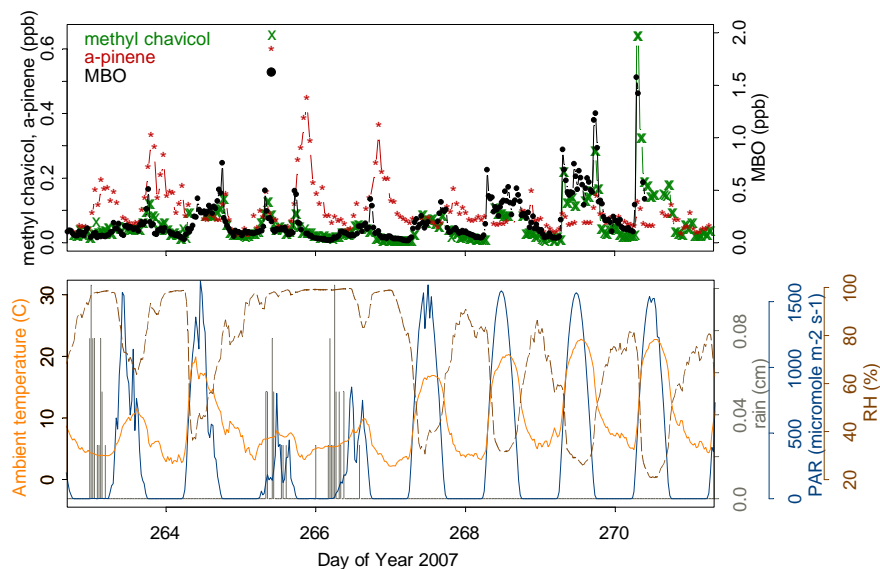 methyl chavicol x
a-pinene *
MBO ●
methyl chavicol, a-pinene (ppb)
0.0 0.2 0.4 0.6
MBO (ppb)
0.0 0.5 1.0 1.5 2.0
Ambient temperature (C)
0 10 20 30
rain (cm)
0.0 0.04 0.08
PAR (micromole m-2 s-1)
0 500 1000 1500
RH (%)
20 40 60 80 100
264 265 266 268 270
Day of Year 2007